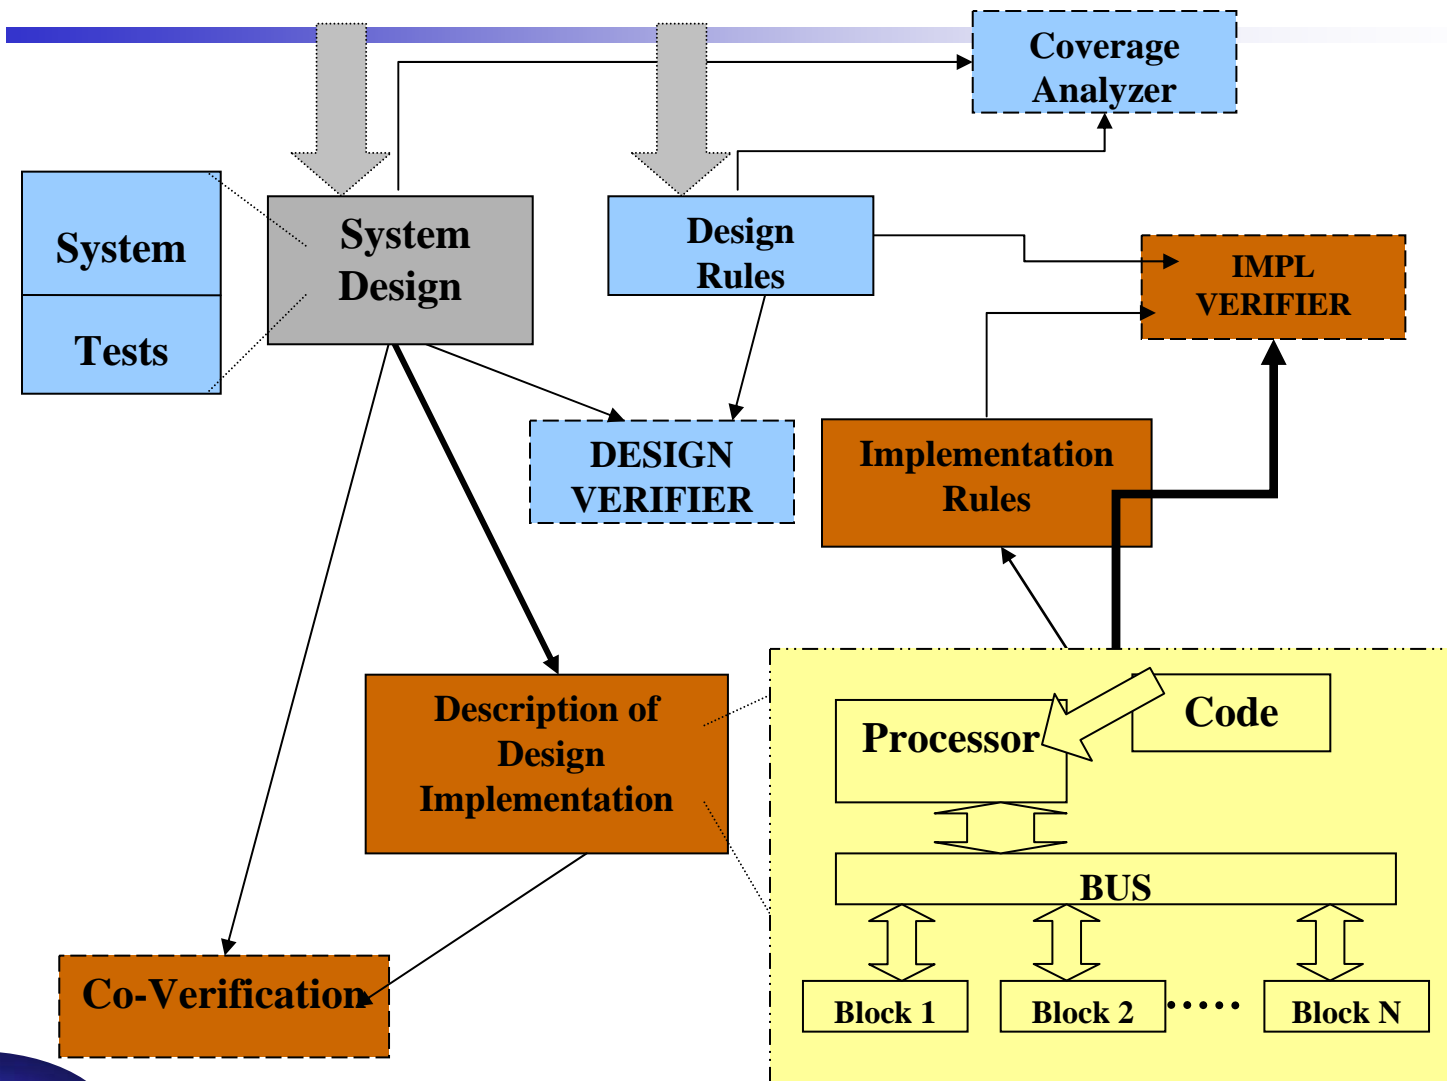 Coverage
Analyzer
System
Tests
System
Design
Design
Rules
IMPL
VERIFIER
DESIGN
VERIFIER
Implementation
Rules
Description of
Design
Implementation
Code
Processor
BUS
Block 1
Block 2
.....
Block N
Co-Verification